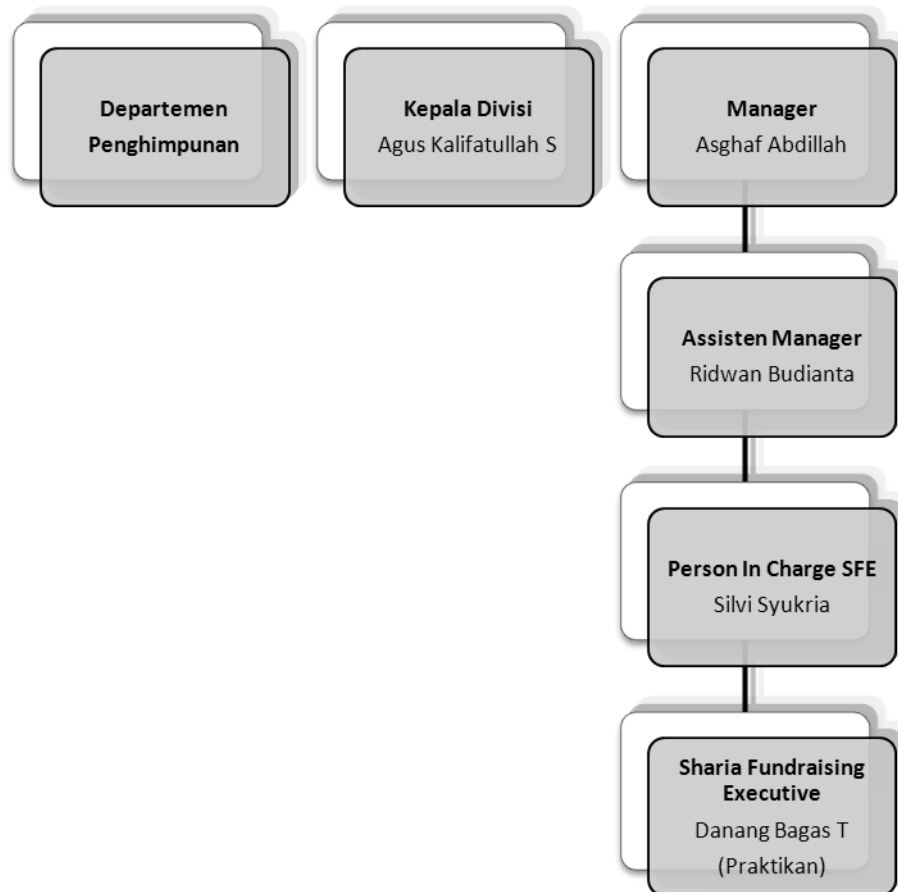 Departemen
Penghimpunan
Kepala Divisi
Agus Kalifatullah S
Manager
Asghaf Abdillah
Assisten Manager
Ridwan Budianta
Person In Charge SFE
Silvi Syukria
Sharia Fundraising
Executive
Danang Bagas T
(Praktikan)